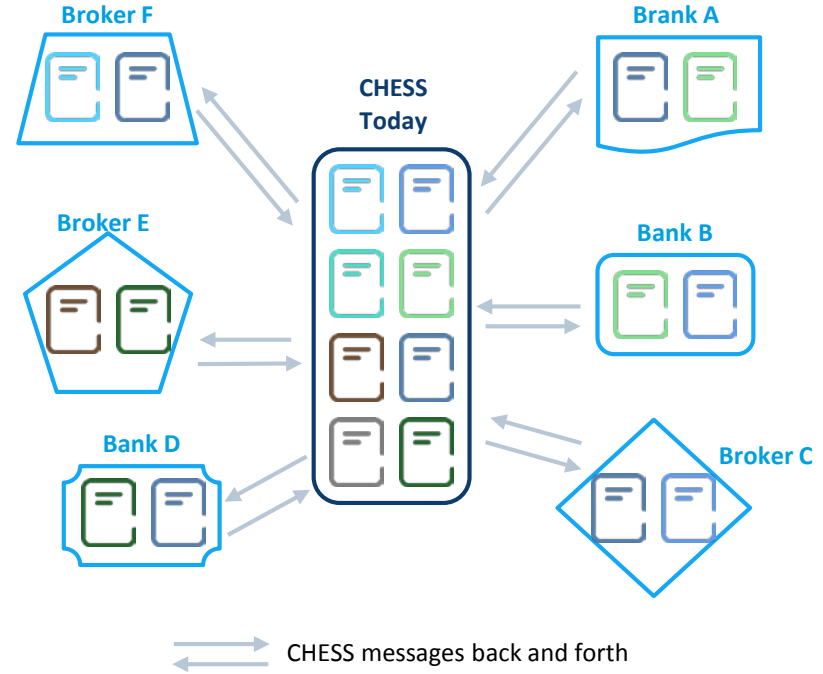 Broker F
Brank A
CHESS
Today
Broker E
Bank B
Bank D
Broker C
CHESS messages back and forth